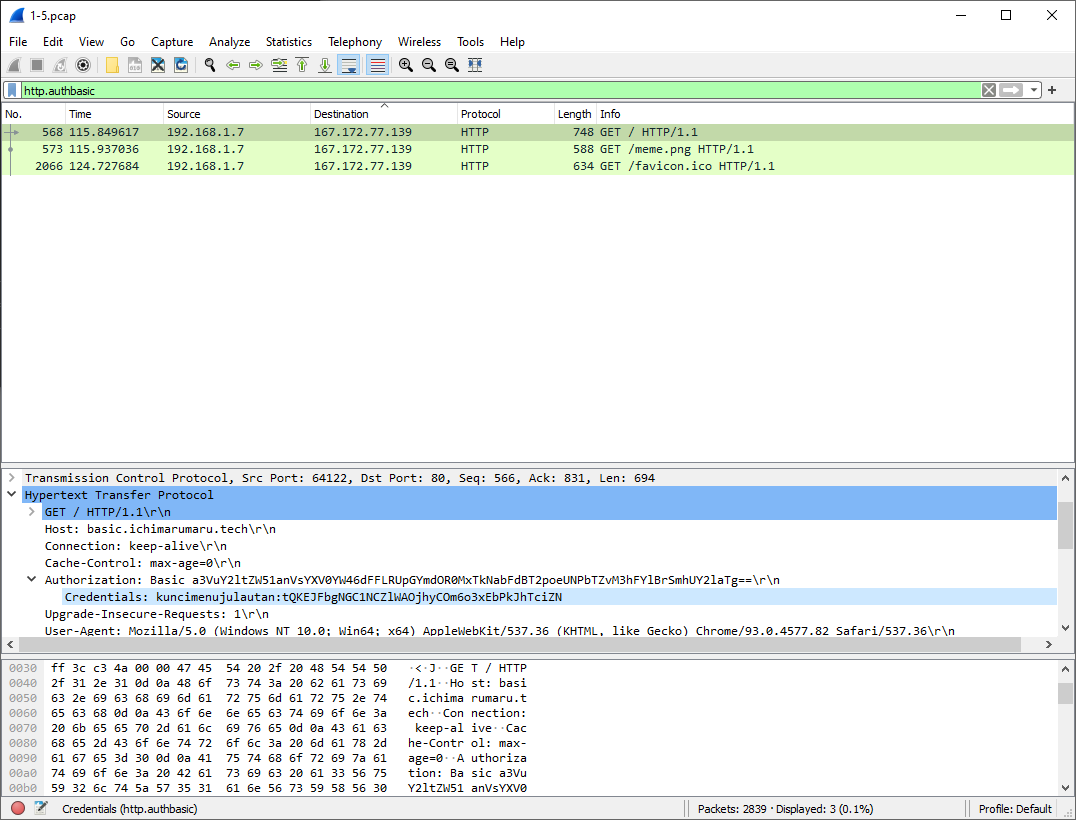 1-5.pcap
File Edit View Go Capture Analyze Statistics Telephony Wireless Tools Help
http.authbasic
No. Time Source Destination Protocol Length Info
568 115.849617 192.168.1.7 167.172.77.139 HTTP 748 GET / HTTP/1.1
573 115.937036 192.168.1.7 167.172.77.139 HTTP 588 GET /meme.png HTTP/1.1
2066 124.727684 192.168.1.7 167.172.77.139 HTTP 634 GET /favicon.ico HTTP/1.1
Transmission Control Protocol, Src Port: 64122, Dst Port: 80, Seq: 566, Ack: 831, Len: 694
Hypertext Transfer Protocol
GET / HTTP/1.1\r\n
Host: basic.ichimarumaru.tech\r\n
Connection: keep-alive\r\n
Cache-Control: max-age=0\r\n
Authorization: Basic a3VuY2ltZW51anVsYXV0YW46dFFLRUpGYmdOR0MxTkNabFdBT2poeUNPbTZvM3hFYlBrSmhUY2laTg==\r\n
Credentials: kuncimenujulautan:tQKEJFbgNGC1NCZlWAOjhyCOm6o3xEbPkJhTciZN
Upgrade-Insecure-Requests: 1\r\n
User-Agent: Mozilla/5.0 (Windows NT 10.0; Win64; x64) AppleWebKit/537.36 (KHTML, like Gecko) Chrome/93.0.4577.82 Safari/537.36\r\n
0030 ff 3c c3 4a 00 00 47 45 54 20 2f 20 48 54 54 50 ·<·J··GE T / HTTP
0040 2f 31 2e 31 0d 0a 48 6f 73 74 3a 20 62 61 73 69 /1.1··Ho st: basi
0050 63 2e 69 63 68 69 6d 61 72 75 6d 61 72 75 2e 74 c.ichima rumaru.t
0060 65 63 68 0d 0a 43 6f 6e 6e 65 63 74 69 6f 6e 3a ech··Con nection:
0070 20 6b 65 65 70 2d 61 6c 69 76 65 0d 0a 43 61 63 keep-al ive··Cac
0080 68 65 2d 43 6f 6e 74 72 6f 6c 3a 20 6d 61 78 2d he-Contr ol: max-
0090 61 67 65 3d 30 0d 0a 41 75 74 68 6f 72 69 7a 61 age=0··A uthoriza
00a0 74 69 6f 6e 3a 20 42 61 73 69 63 20 61 33 56 75 tion: Ba sic a3Vu
00b0 59 32 6c 74 5a 57 35 31 61 6e 56 73 59 58 56 30 Y2ltZW51 anVsYXV0
Credentials (http.authbasic) Packets: 2839 · Displayed: 3 (0.1%) Profile: Default